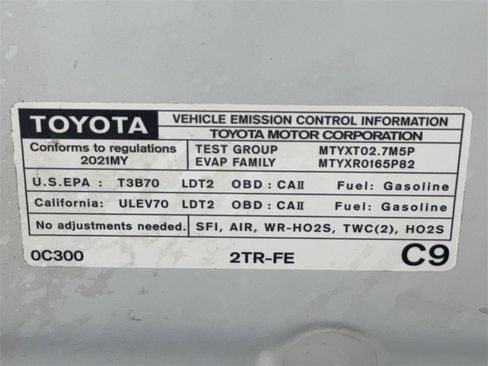 TOYOTA
VEHICLE EMISSION CONTROL INFORMATION
TOYOTA MOTOR CORPORATION
Conforms to regulations
2021MY
TEST GROUP MTYXT02.7M5P
EVAP FAMILY MTYXR0165P82
U.S.EPA : T3B70 LDT2 OBD : CAII Fuel: Gasoline
California: ULEV70 LDT2 OBD : CAII Fuel: Gasoline
No adjustments needed. SFI, AIR, WR-HO2S, TWC(2), HO2S
0C300 2TR-FE C9